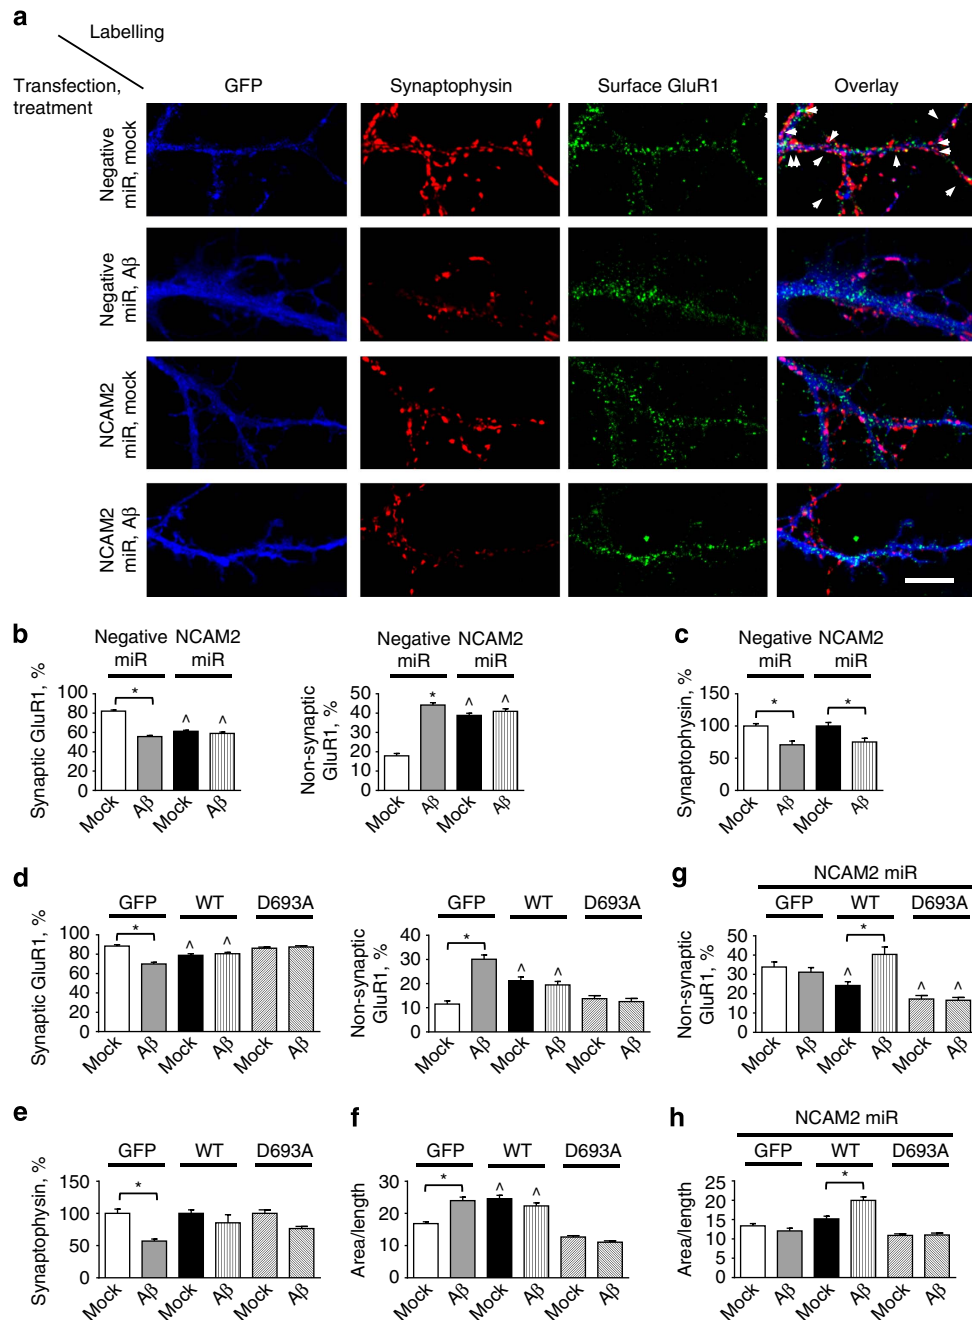 a
Labelling
Transfection,
treatment
GFP
Synaptophysin
Surface GluR1
Overlay
Negative
miR, mock
Negative
miR, Aβ
NCAM2
miR, mock
NCAM2
miR, Aβ
b
Negative
miR
NCAM2
miR
Synaptic GluR1, %
100
80
60
40
20
0
Mock
Aβ
Mock
Aβ
*
^
^
Negative
miR
NCAM2
miR
Non-synaptic
GluR1, %
50
40
30
20
10
0
Mock
Aβ
Mock
Aβ
*
^
^
c
Negative
miR
NCAM2
miR
Synaptophysin, %
150
100
50
0
Mock
Aβ
Mock
Aβ
*
*
d
GFP
WT
D693A
Synaptic GluR1, %
100
80
60
40
20
0
Mock
Aβ
Mock
Aβ
Mock
Aβ
*
^
^
GFP
WT
D693A
Non-synaptic
GluR1, %
50
40
30
20
10
0
Mock
Aβ
Mock
Aβ
Mock
Aβ
*
^
^
g
NCAM2 miR
GFP
WT
D693A
Non-synaptic
GluR1, %
50
40
30
20
10
0
Mock
Aβ
Mock
Aβ
Mock
Aβ
^
*
^
^
e
GFP
WT
D693A
Synaptophysin, %
150
100
50
0
Mock
Aβ
Mock
Aβ
Mock
Aβ
*
f
GFP
WT
D693A
Area/length
30
20
10
0
Mock
Aβ
Mock
Aβ
Mock
Aβ
*
^
^
h
NCAM2 miR
GFP
WT
D693A
Area/length
25
20
15
10
5
0
Mock
Aβ
Mock
Aβ
Mock
Aβ
*